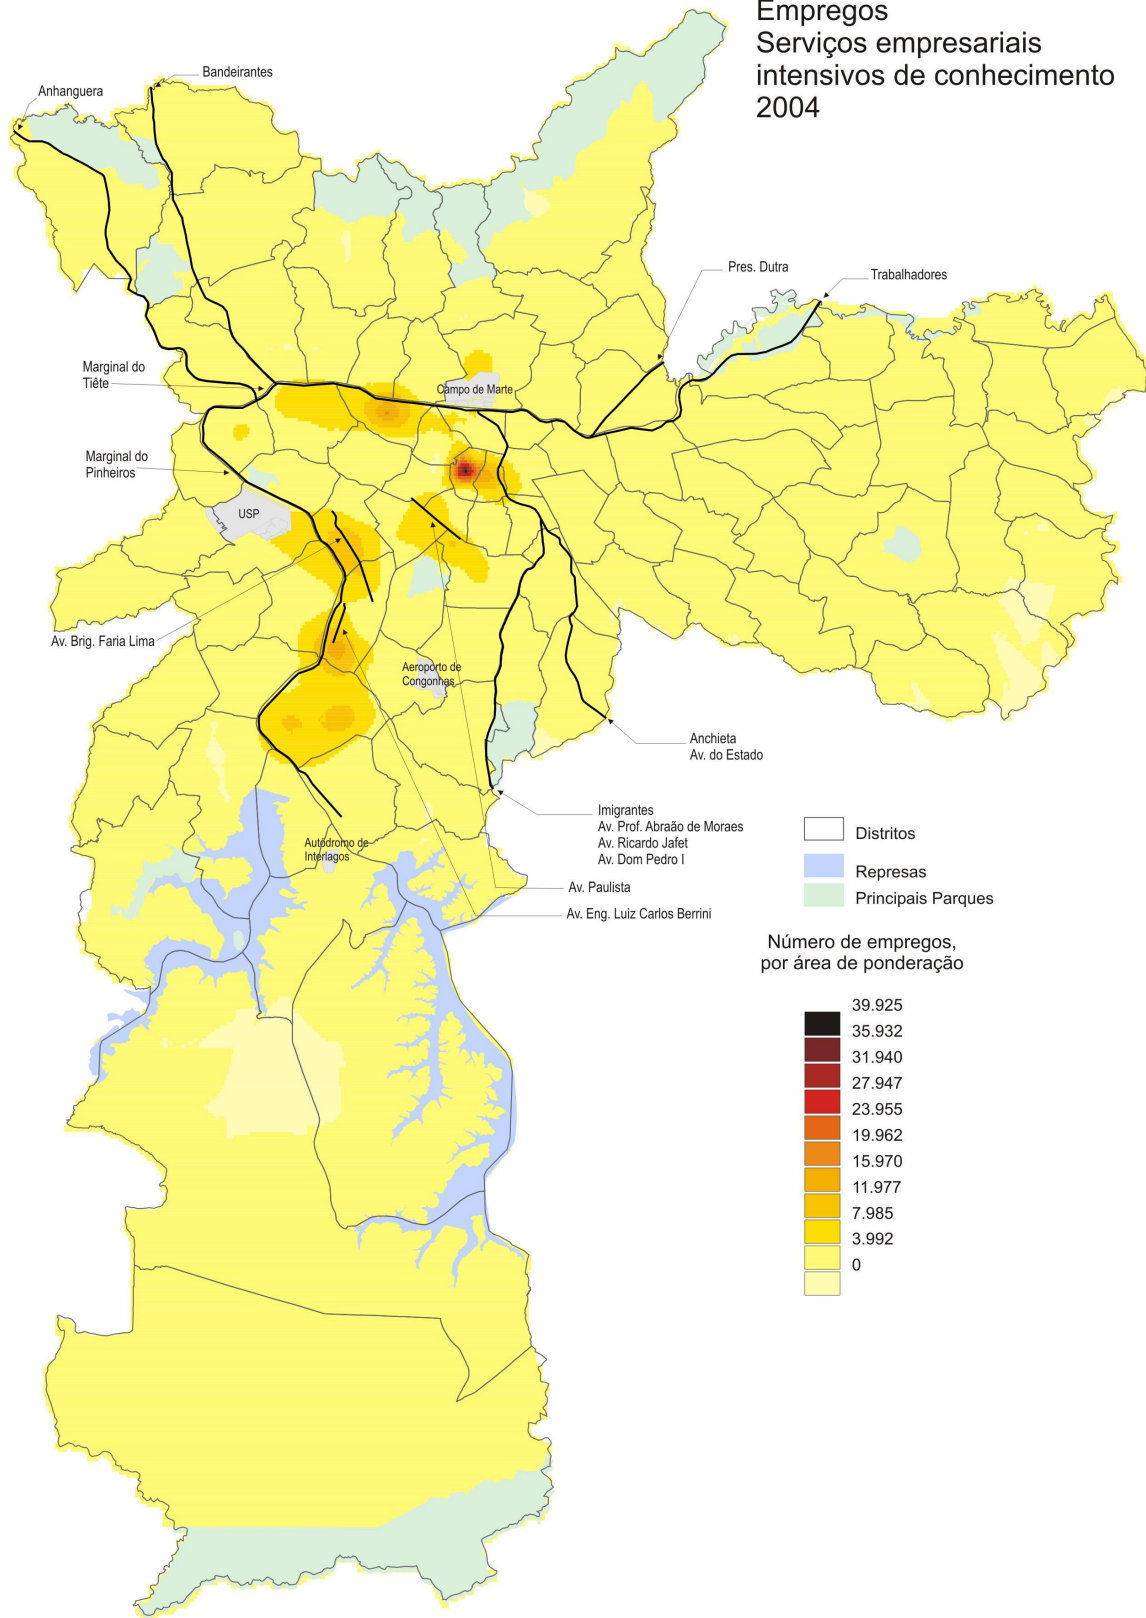 Empregos
Serviços empresariais
intensivos de conhecimento
2004
Bandeirantes
Anhanguera
Pres. Dutra
Trabalhadores
Marginal do
Tiête
Campo de Marte
Marginal do
Pinheiros
USP
Av. Brig. Faria Lima
Aeroporto de
Congonhas
Anchieta
Av. do Estado
Imigrantes
Av. Prof. Abraão de Moraes
Av. Ricardo Jafet
Av. Dom Pedro I
Autódromo de
Interlagos
Av. Paulista
Av. Eng. Luiz Carlos Berrini
Distritos
Represas
Principais Parques
Número de empregos,
por área de ponderação
39.925
35.932
31.940
27.947
23.955
19.962
15.970
11.977
7.985
3.992
0